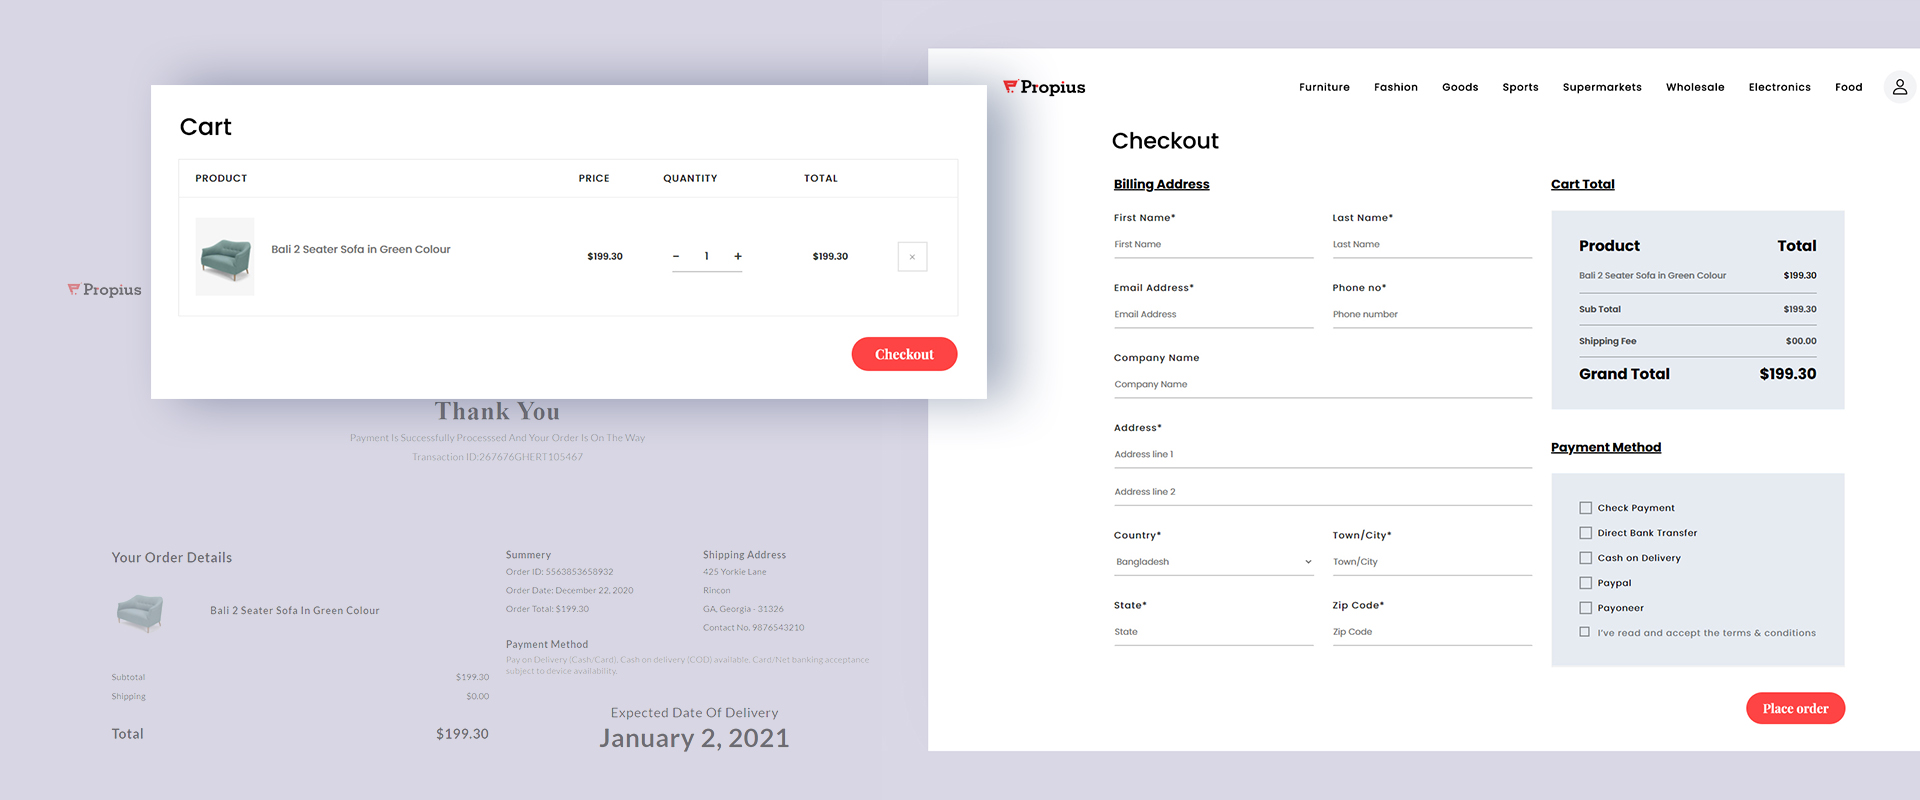 Cart
PRODUCT PRICE QUANTITY TOTAL
Bali 2 Seater Sofa in Green Colour $199.30 - 1 + $199.30 ×
Checkout
Propius
Thank You
Payment Is Successfully Processsed And Your Order Is On The Way
Transaction ID:267676GHERT105467
Your Order Details
Bali 2 Seater Sofa In Green Colour
Subtotal $199.30
Shipping $0.00
Total $199.30
Summery
Order ID: 5563853658932
Order Date: December 22, 2020
Order Total: $199.30
Shipping Address
425 Yorkie Lane
Rincon
GA, Georgia - 31326
Contact No. 9876543210
Payment Method
Pay on Delivery (Cash/Card). Cash on delivery (COD) available. Card/Net banking acceptance
subject to device availability.
Expected Date Of Delivery
January 2, 2021
Propius
Furniture Fashion Goods Sports Supermarkets Wholesale Electronics Food
Checkout
Billing Address
First Name* Last Name*
First Name Last Name
Email Address* Phone no*
Email Address Phone number
Company Name
Company Name
Address*
Address line 1
Address line 2
Country* Town/City*
Bangladesh Town/City
State* Zip Code*
State Zip Code
Cart Total
Product Total
Bali 2 Seater Sofa in Green Colour $199.30
Sub Total $199.30
Shipping Fee $00.00
Grand Total $199.30
Payment Method
Check Payment
Direct Bank Transfer
Cash on Delivery
Paypal
Payoneer
I've read and accept the terms & conditions
Place order